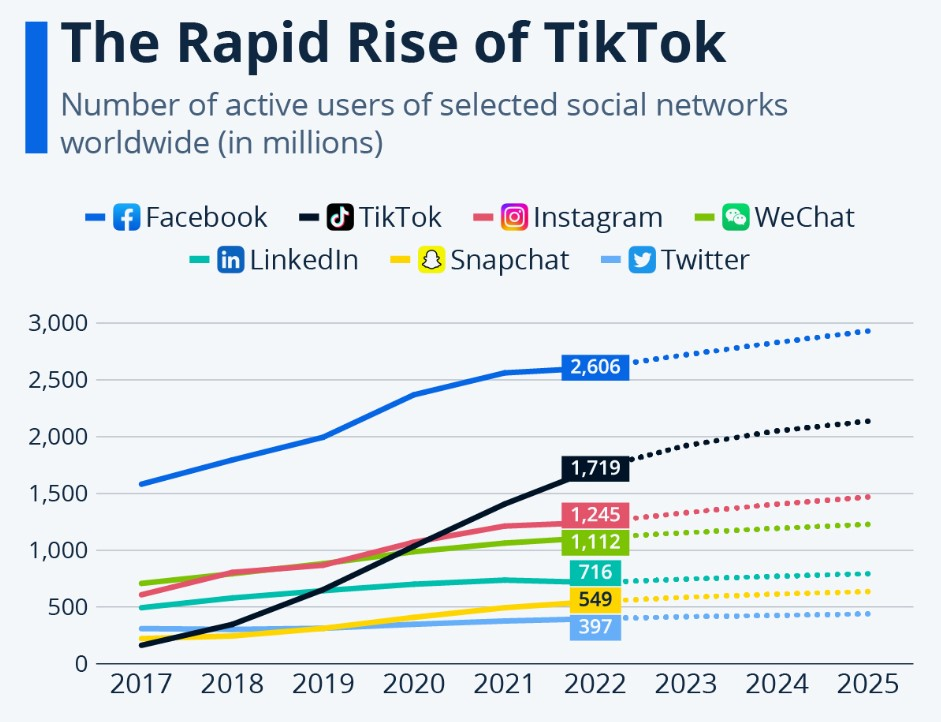 The Rapid Rise of TikTok
Number of active users of selected social networks
worldwide (in millions)
Facebook TikTok Instagram WeChat
LinkedIn Snapchat Twitter
3,000
2,500
2,000
1,500
1,000
500
0
2,606
1,719
1,245
1,112
716
549
397
2017 2018 2019 2020 2021 2022 2023 2024 2025